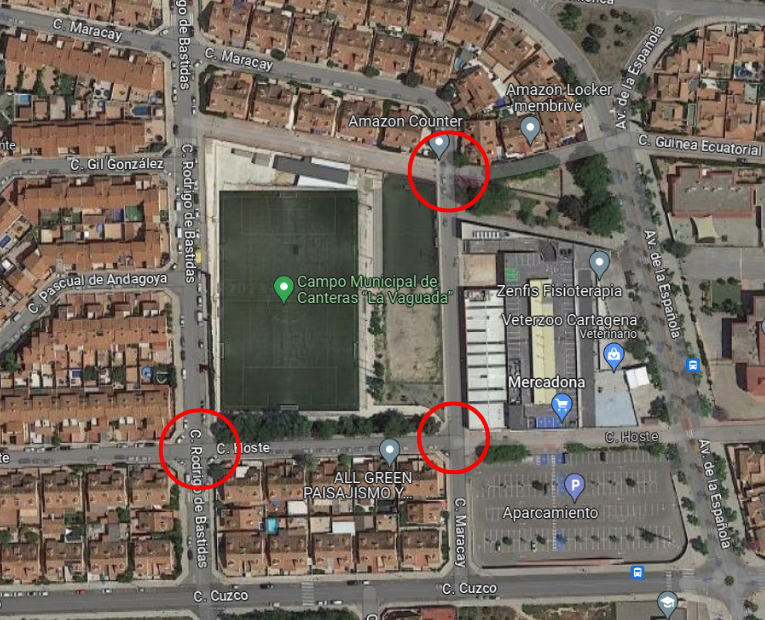 C. Maracay
o de Bastidas
C. Maracay
Av. de la Española
Amazon Locker
- membrive
Amazon Counter
C. Guinea Ecuatorial
C. Gil González
C. Rodrigo de Bastidas
C. Pascual de Andagoya
Campo Municipal de
Canteras "La Vaguada"
Zenfis Fisioterapia
Av. de la Española
Veterzoo Cartagena
Veterinario
Mercadona
C. Hoste
C. Hoste
C. Rodrigo de Bastidas
ALL GREEN
PAISAJISMO Y...
P
Aparcamiento
C. Maracay
Av. de la Española
C. Cuzco
C. Cuzco